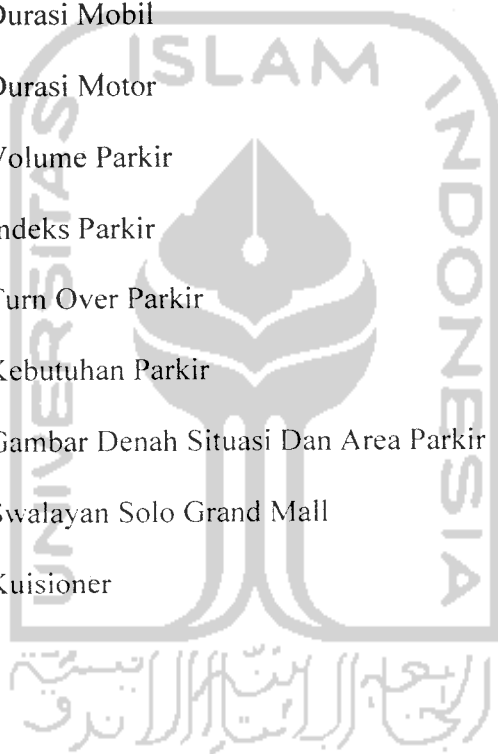 Durasi Mobil
ISLAM
Durasi Motor
Volume Parkir
Indeks Parkir
Turn Over Parkir
Kebutuhan Parkir
Gambar Denah Situasi Dan Area Parkir
Swalayan Solo Grand Mall
Kuisioner
UNIVERSITAS
INDONESIA